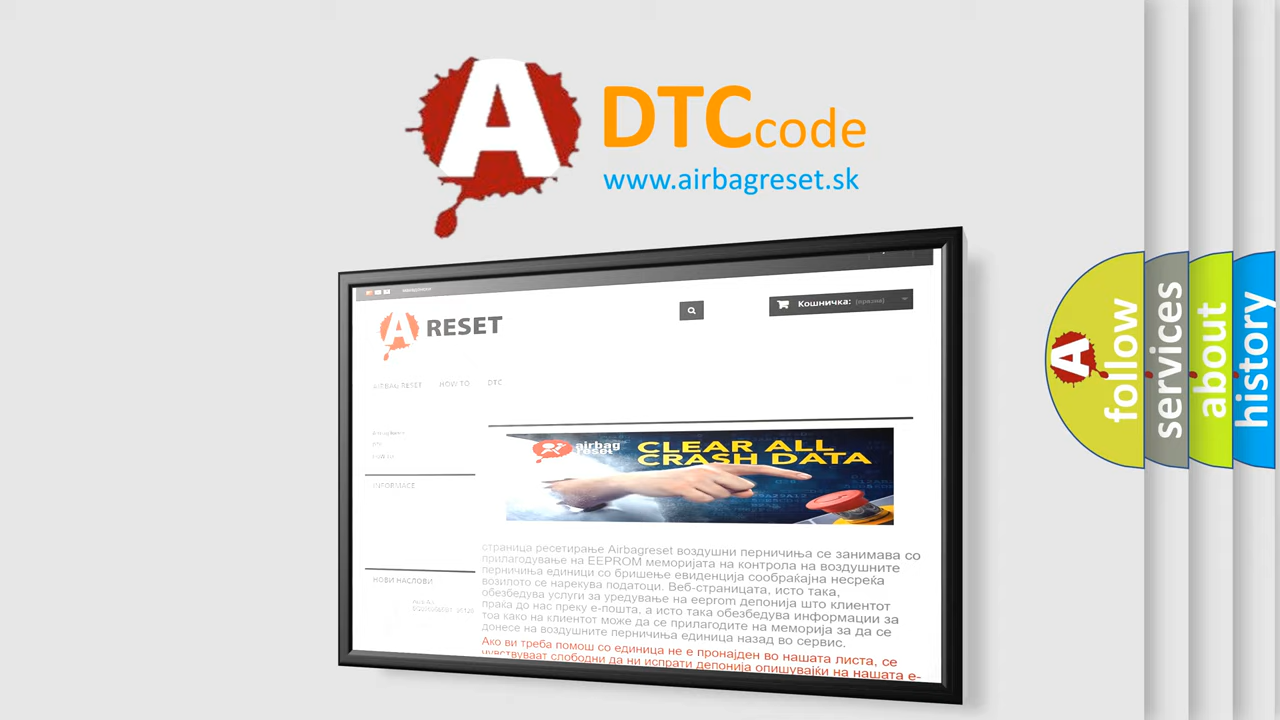 A DTC code
www.airbagreset.sk
Кошничка: (празна)
A RESET
AIRBAG RESET HOW TO DTC
airbag reset
CLEAR ALL CRASH DATA
INFORMACE
страница ресетирање Airbagreset воздушни перничиња се занимава со
прилагодување на EEPROM меморијата на контрола на воздушните
перничиња единици со бришење евиденција сообраќајна несреќа
возилото се нарекува податоци. Веб-страницата, исто така,
обезбедува услуги за уредување на eeprom депонија што клиентот
праќа до нас преку е-пошта, а исто така обезбедува информации за
тоа како на клиентот може да се прилагодите на меморија за да се
донесе на воздушните перничиња единица назад во сервис.
НОВИ НАСЛОВИ
Ако ви треба помош со единица не е пронајден во нашата листа, се
чувствуваат слободни да ни испрати депонија опишувајќи на нашата е-
A
follow
services
about
history